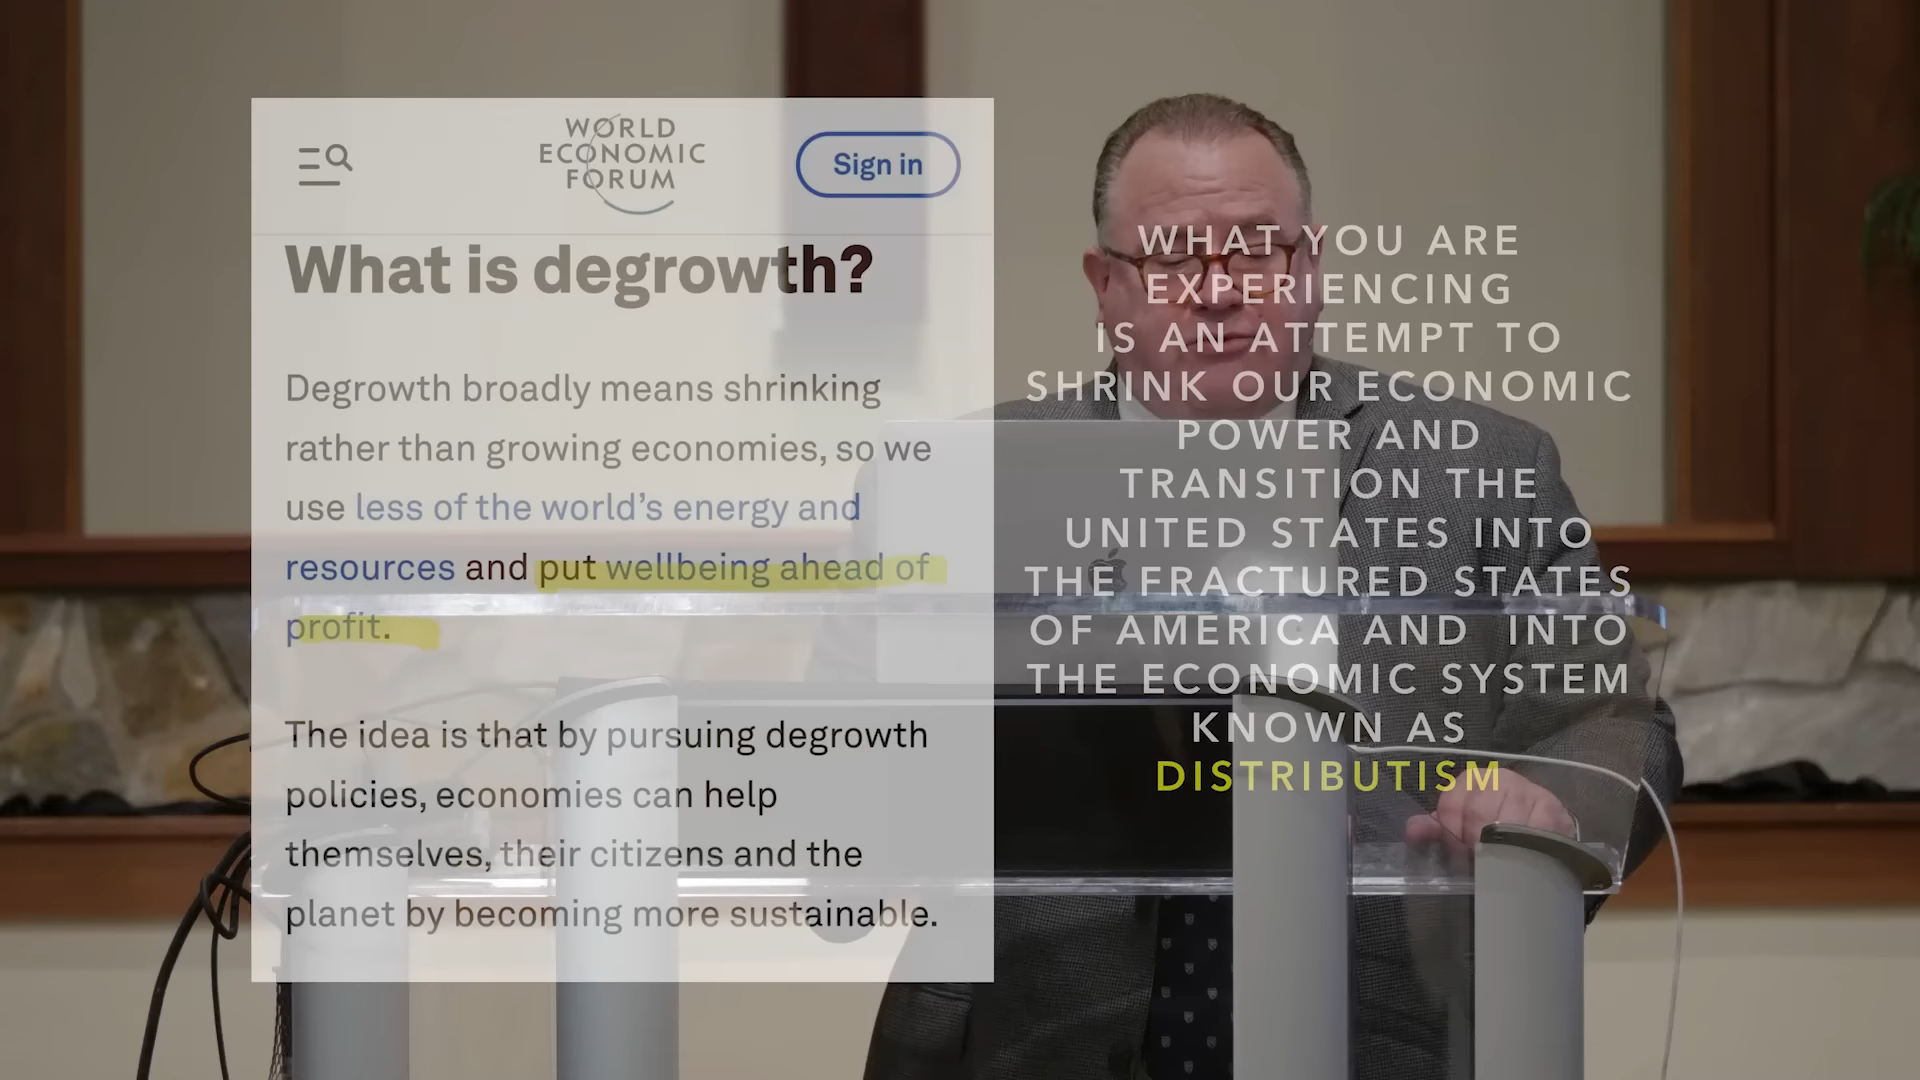 WORLD
ECONOMIC
FORUM
Sign in
What is degrowth?
Degrowth broadly means shrinking
rather than growing economies, so we
use less of the world's energy and
resources and put wellbeing ahead of
profit.
The idea is that by pursuing degrowth
policies, economies can help
themselves, their citizens and the
planet by becoming more sustainable.
WHAT YOU ARE
EXPERIENCING
IS AN ATTEMPT TO
SHRINK OUR ECONOMIC
POWER AND
TRANSITION THE
UNITED STATES INTO
THE FRACTURED STATES
OF AMERICA AND INTO
THE ECONOMIC SYSTEM
KNOWN AS
DISTRIBUTISM